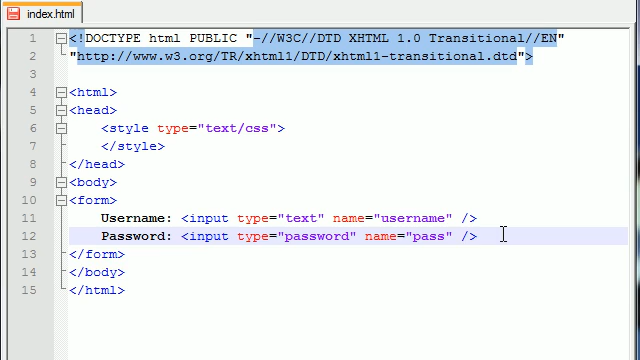 index.html
1 <!DOCTYPE html PUBLIC "-//W3C//DTD XHTML 1.0 Transitional//EN"
2 "http://www.w3.org/TR/xhtml1/DTD/xhtml1-transitional.dtd">
3
4 <html>
5 <head>
6 <style type="text/css">
7 </style>
8 </head>
9 <body>
10 <form>
11 Username: <input type="text" name="username" />
12 Password: <input type="password" name="pass" />
13 </form>
14 </body>
15 </html>